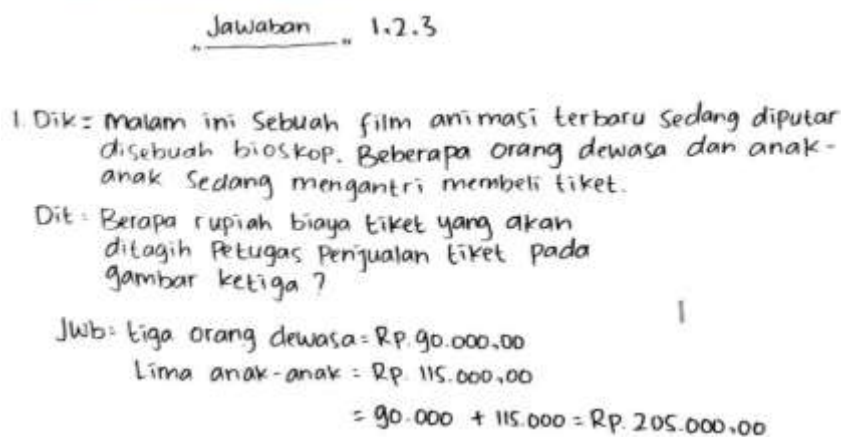 "Jawaban" 1.2.3
1. Dik = Malam ini Sebuah film animasi terbaru sedang diputar
disebuah bioskop. Beberapa orang dewasa dan anak-
anak Sedang mengantri membeli tiket.
Dit : Berapa rupiah biaya tiket yang akan
ditagih Petugas Penjualan tiket pada
gambar ketiga ?
Jwb : tiga orang dewasa = Rp. 90.000,00
Lima anak-anak = Rp. 115.000,00
= 90.000 + 115.000 = Rp. 205.000,00